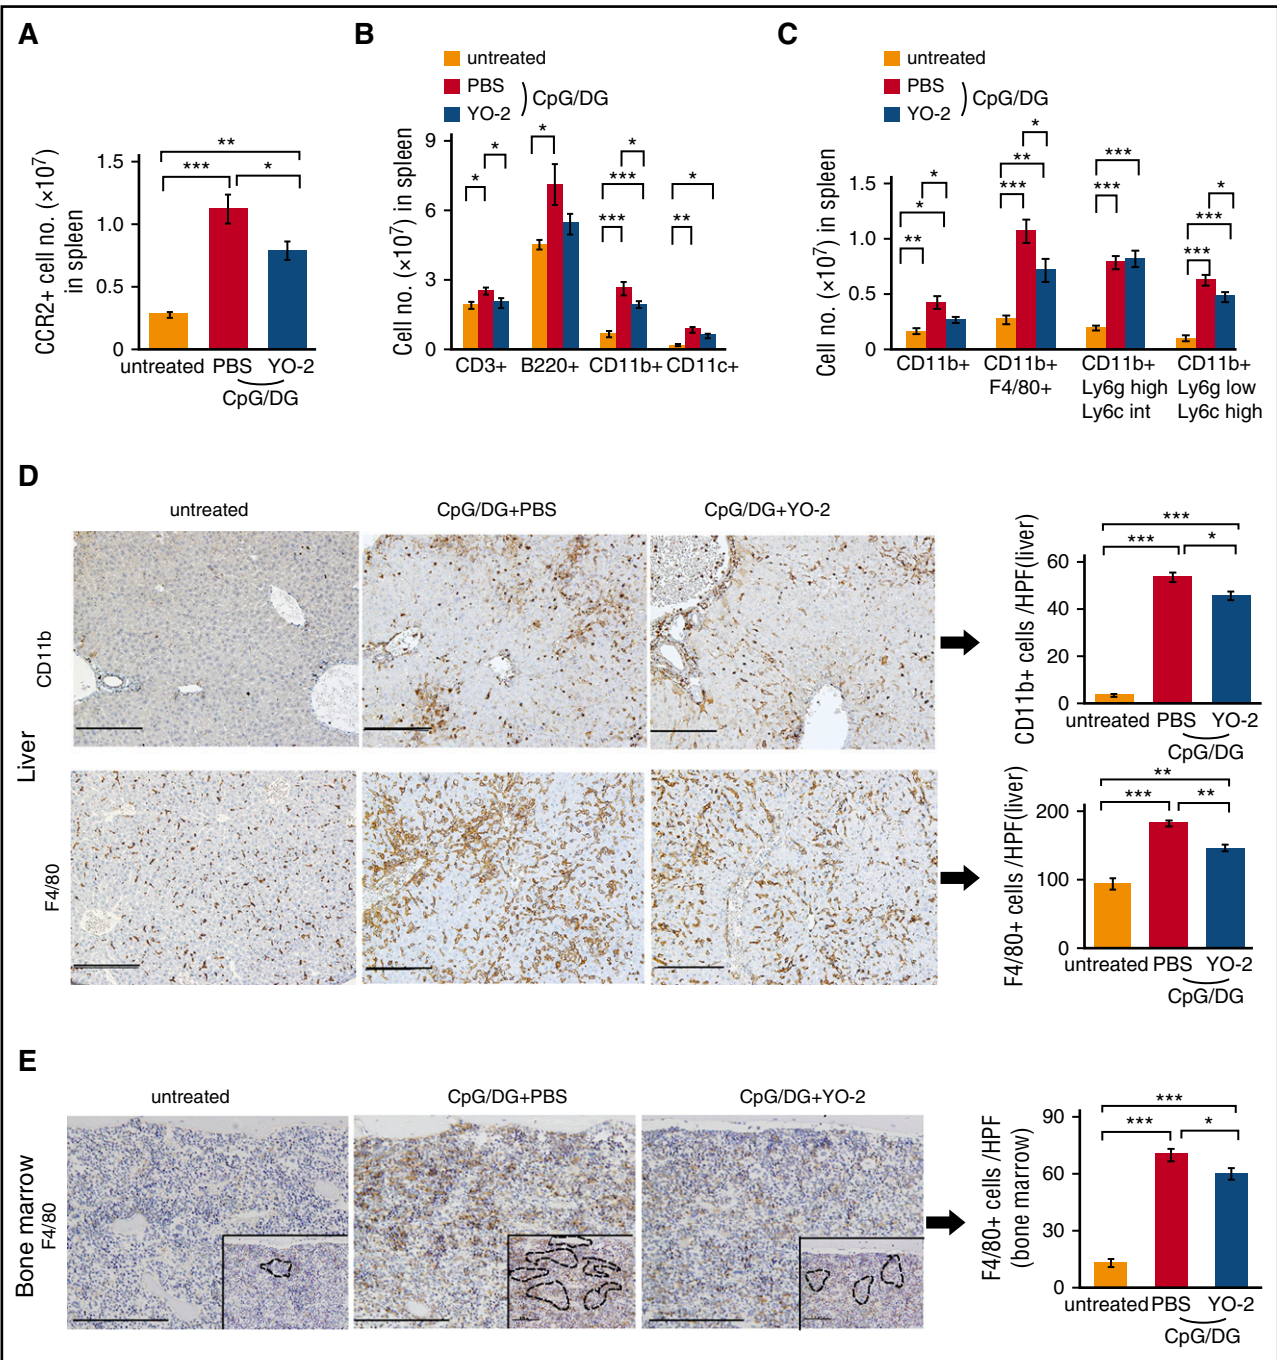 A
CCR2+ cell no. (×10⁷)
in spleen
1.5
1.0
0.5
0
**
***
*
untreated PBS YO-2
CpG/DG
B
untreated
PBS
YO-2
CpG/DG
Cell no. (×10⁷) in spleen
9
6
3
0
*
*
*
***
*
***
*
**
CD3+ B220+ CD11b+ CD11c+
C
untreated
PBS
YO-2
CpG/DG
Cell no. (×10⁷) in spleen
1.5
1.0
0.5
0
*
*
**
*
**
***
***
***
*
***
***
CD11b+ CD11b+ CD11b+ CD11b+
F4/80+ Ly6g high Ly6g low
Ly6c int Ly6c high
D
untreated CpG/DG+PBS CpG/DG+YO-2
Liver
CD11b
CD11b+ cells /HPF(liver)
60
40
20
0
***
***
*
untreated PBS YO-2
CpG/DG
F4/80
F4/80+ cells /HPF(liver)
200
100
0
**
***
**
untreated PBS YO-2
CpG/DG
E
untreated CpG/DG+PBS CpG/DG+YO-2
Bone marrow
F4/80
F4/80+ cells /HPF
(bone marrow)
90
60
30
0
***
***
*
untreated PBS YO-2
CpG/DG